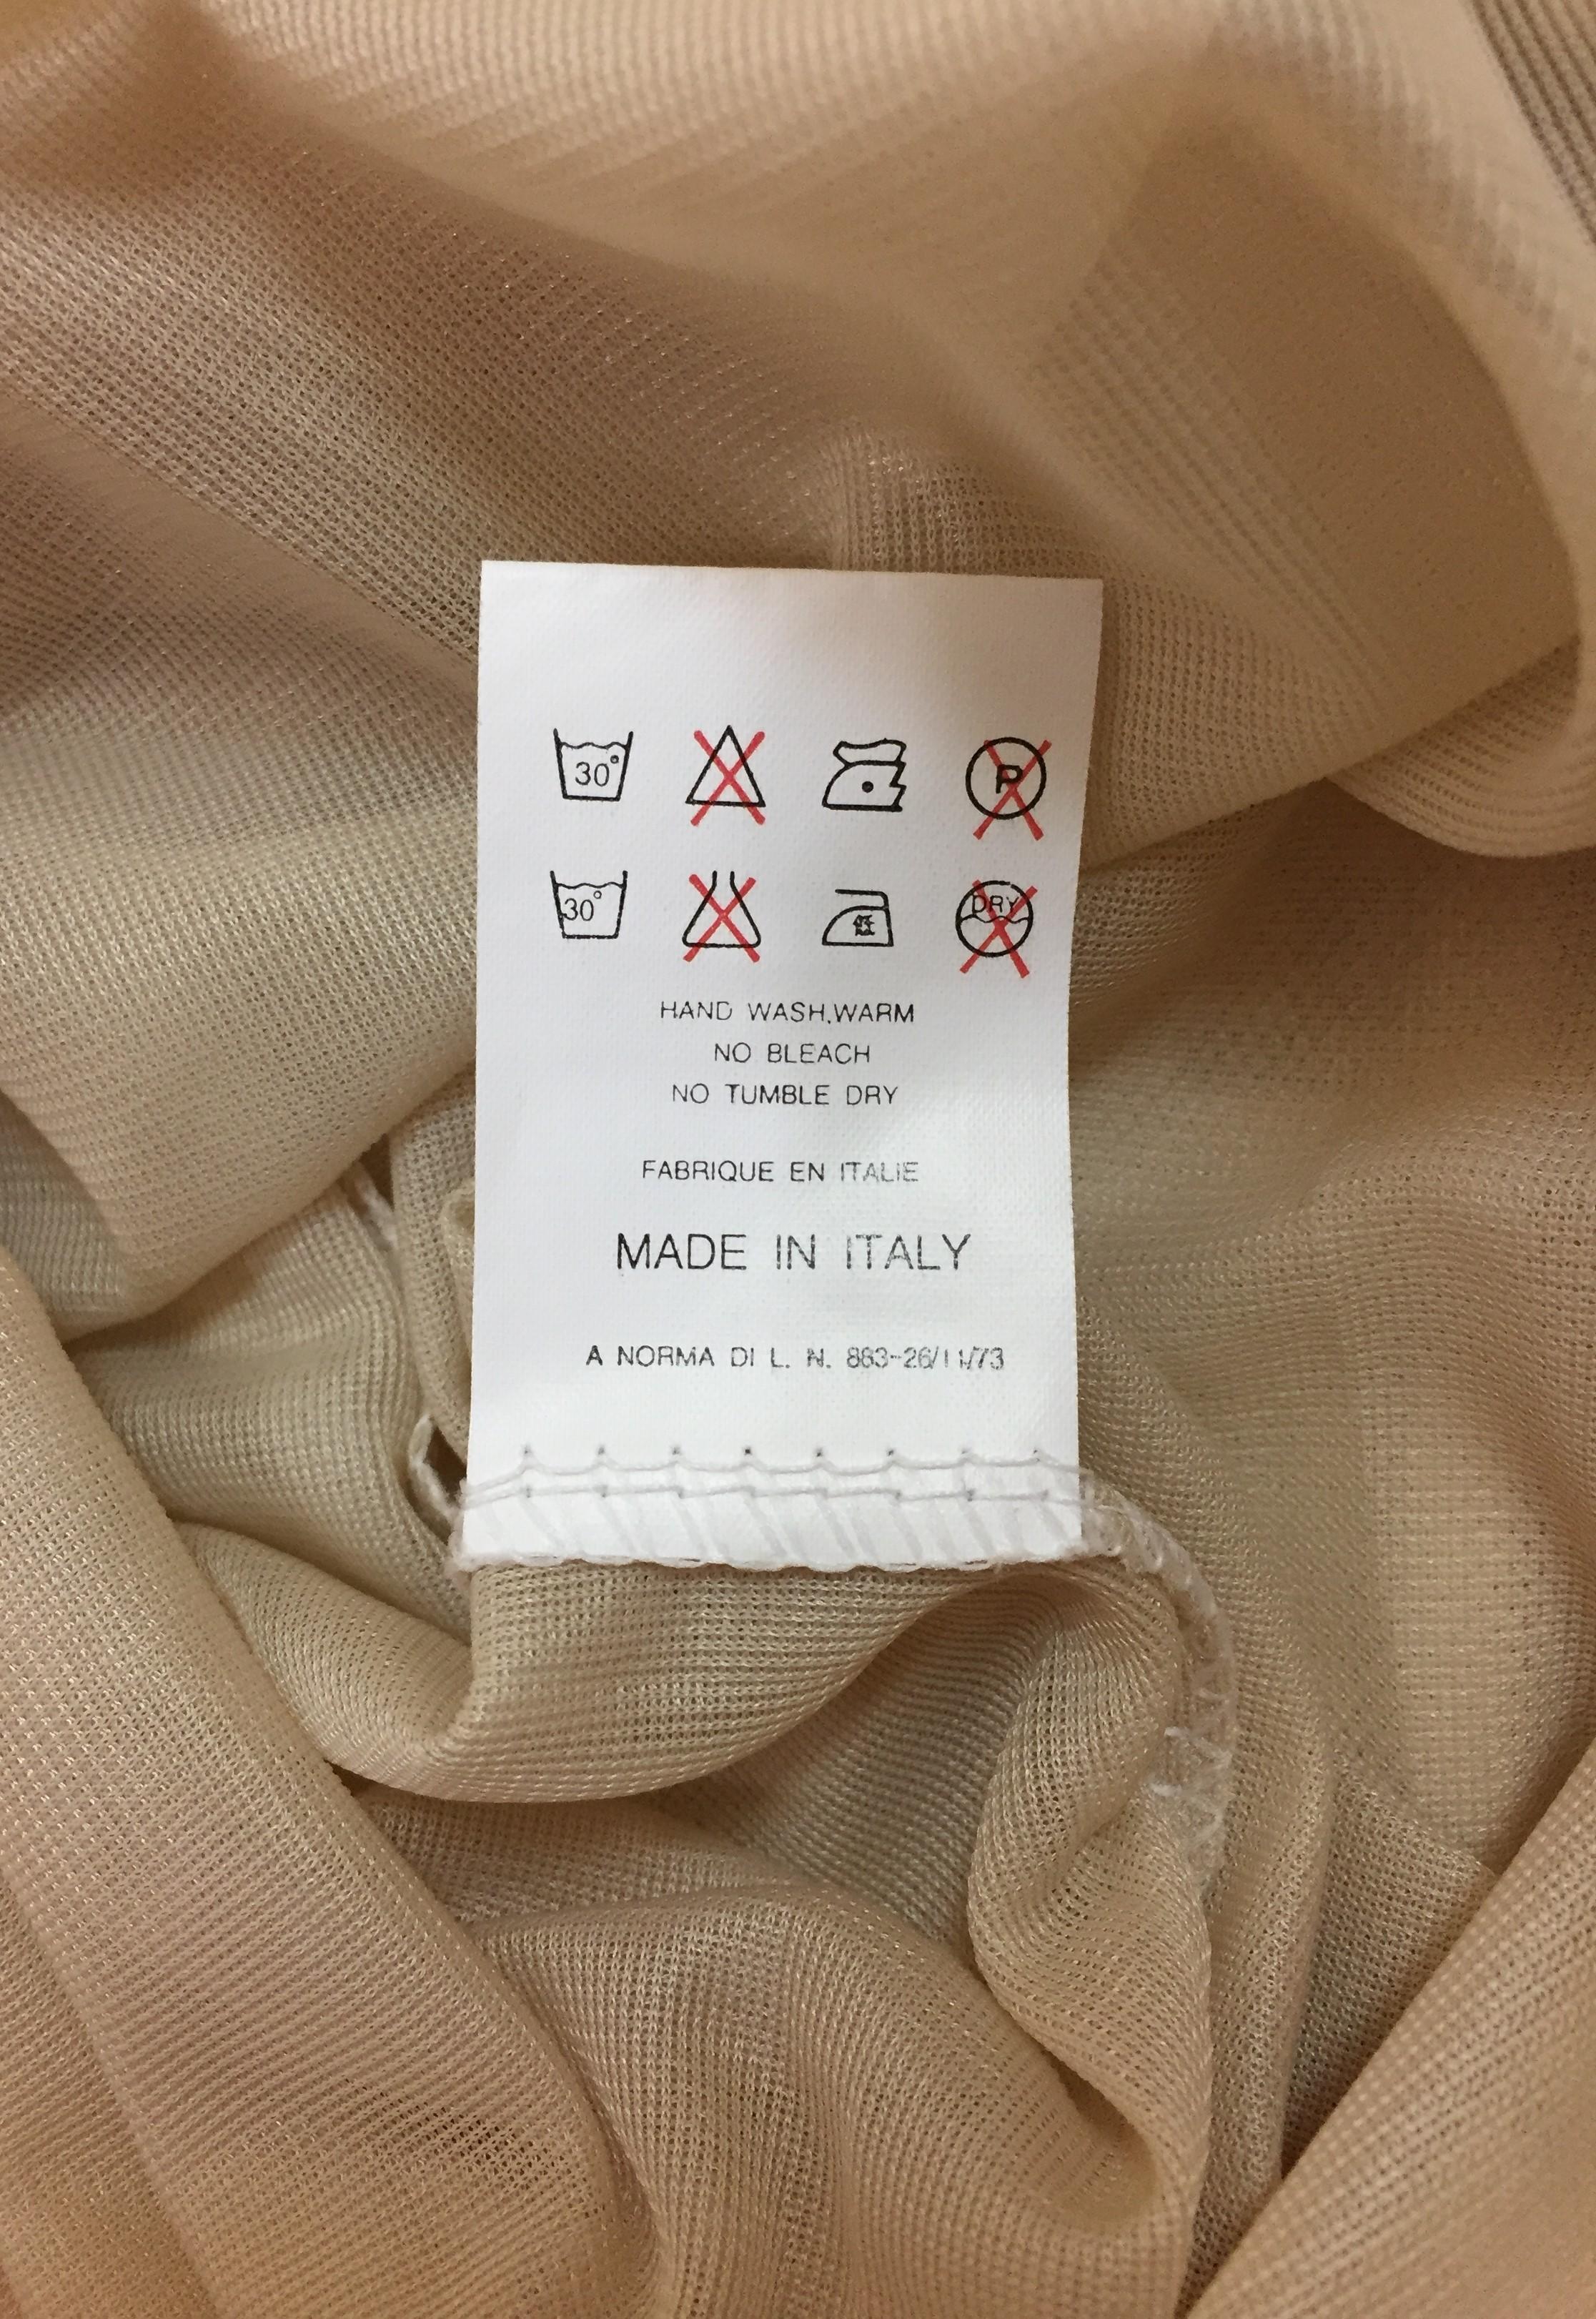 30° P
30° DRY
HAND WASH.WARM
NO BLEACH
NO TUMBLE DRY
FABRIQUE EN ITALIE
MADE IN ITALY
A NORMA DI L. N. 883-26/11/73